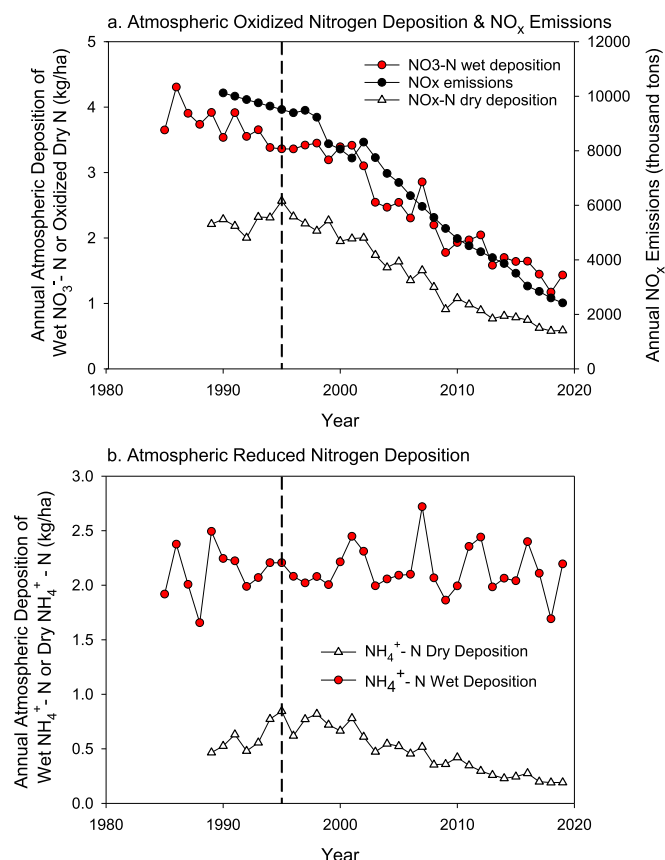 a. Atmospheric Oxidized Nitrogen Deposition & NOx Emissions
Annual Atmospheric Deposition of
Wet NO3- - N or Oxidized Dry N (kg/ha)
5
4
3
2
1
0
NO3-N wet deposition
NOx emissions
NOx-N dry deposition
12000
10000
8000
6000
4000
2000
0
Annual NOx Emissions (thousand tons)
1980
1990
2000
2010
2020
Year
b. Atmospheric Reduced Nitrogen Deposition
Annual Atmospheric Deposition of
Wet NH4+ - N or Dry NH4+ - N (kg/ha)
3.0
2.5
2.0
1.5
1.0
0.5
0.0
NH4+- N Dry Deposition
NH4+- N Wet Deposition
1980
1990
2000
2010
2020
Year